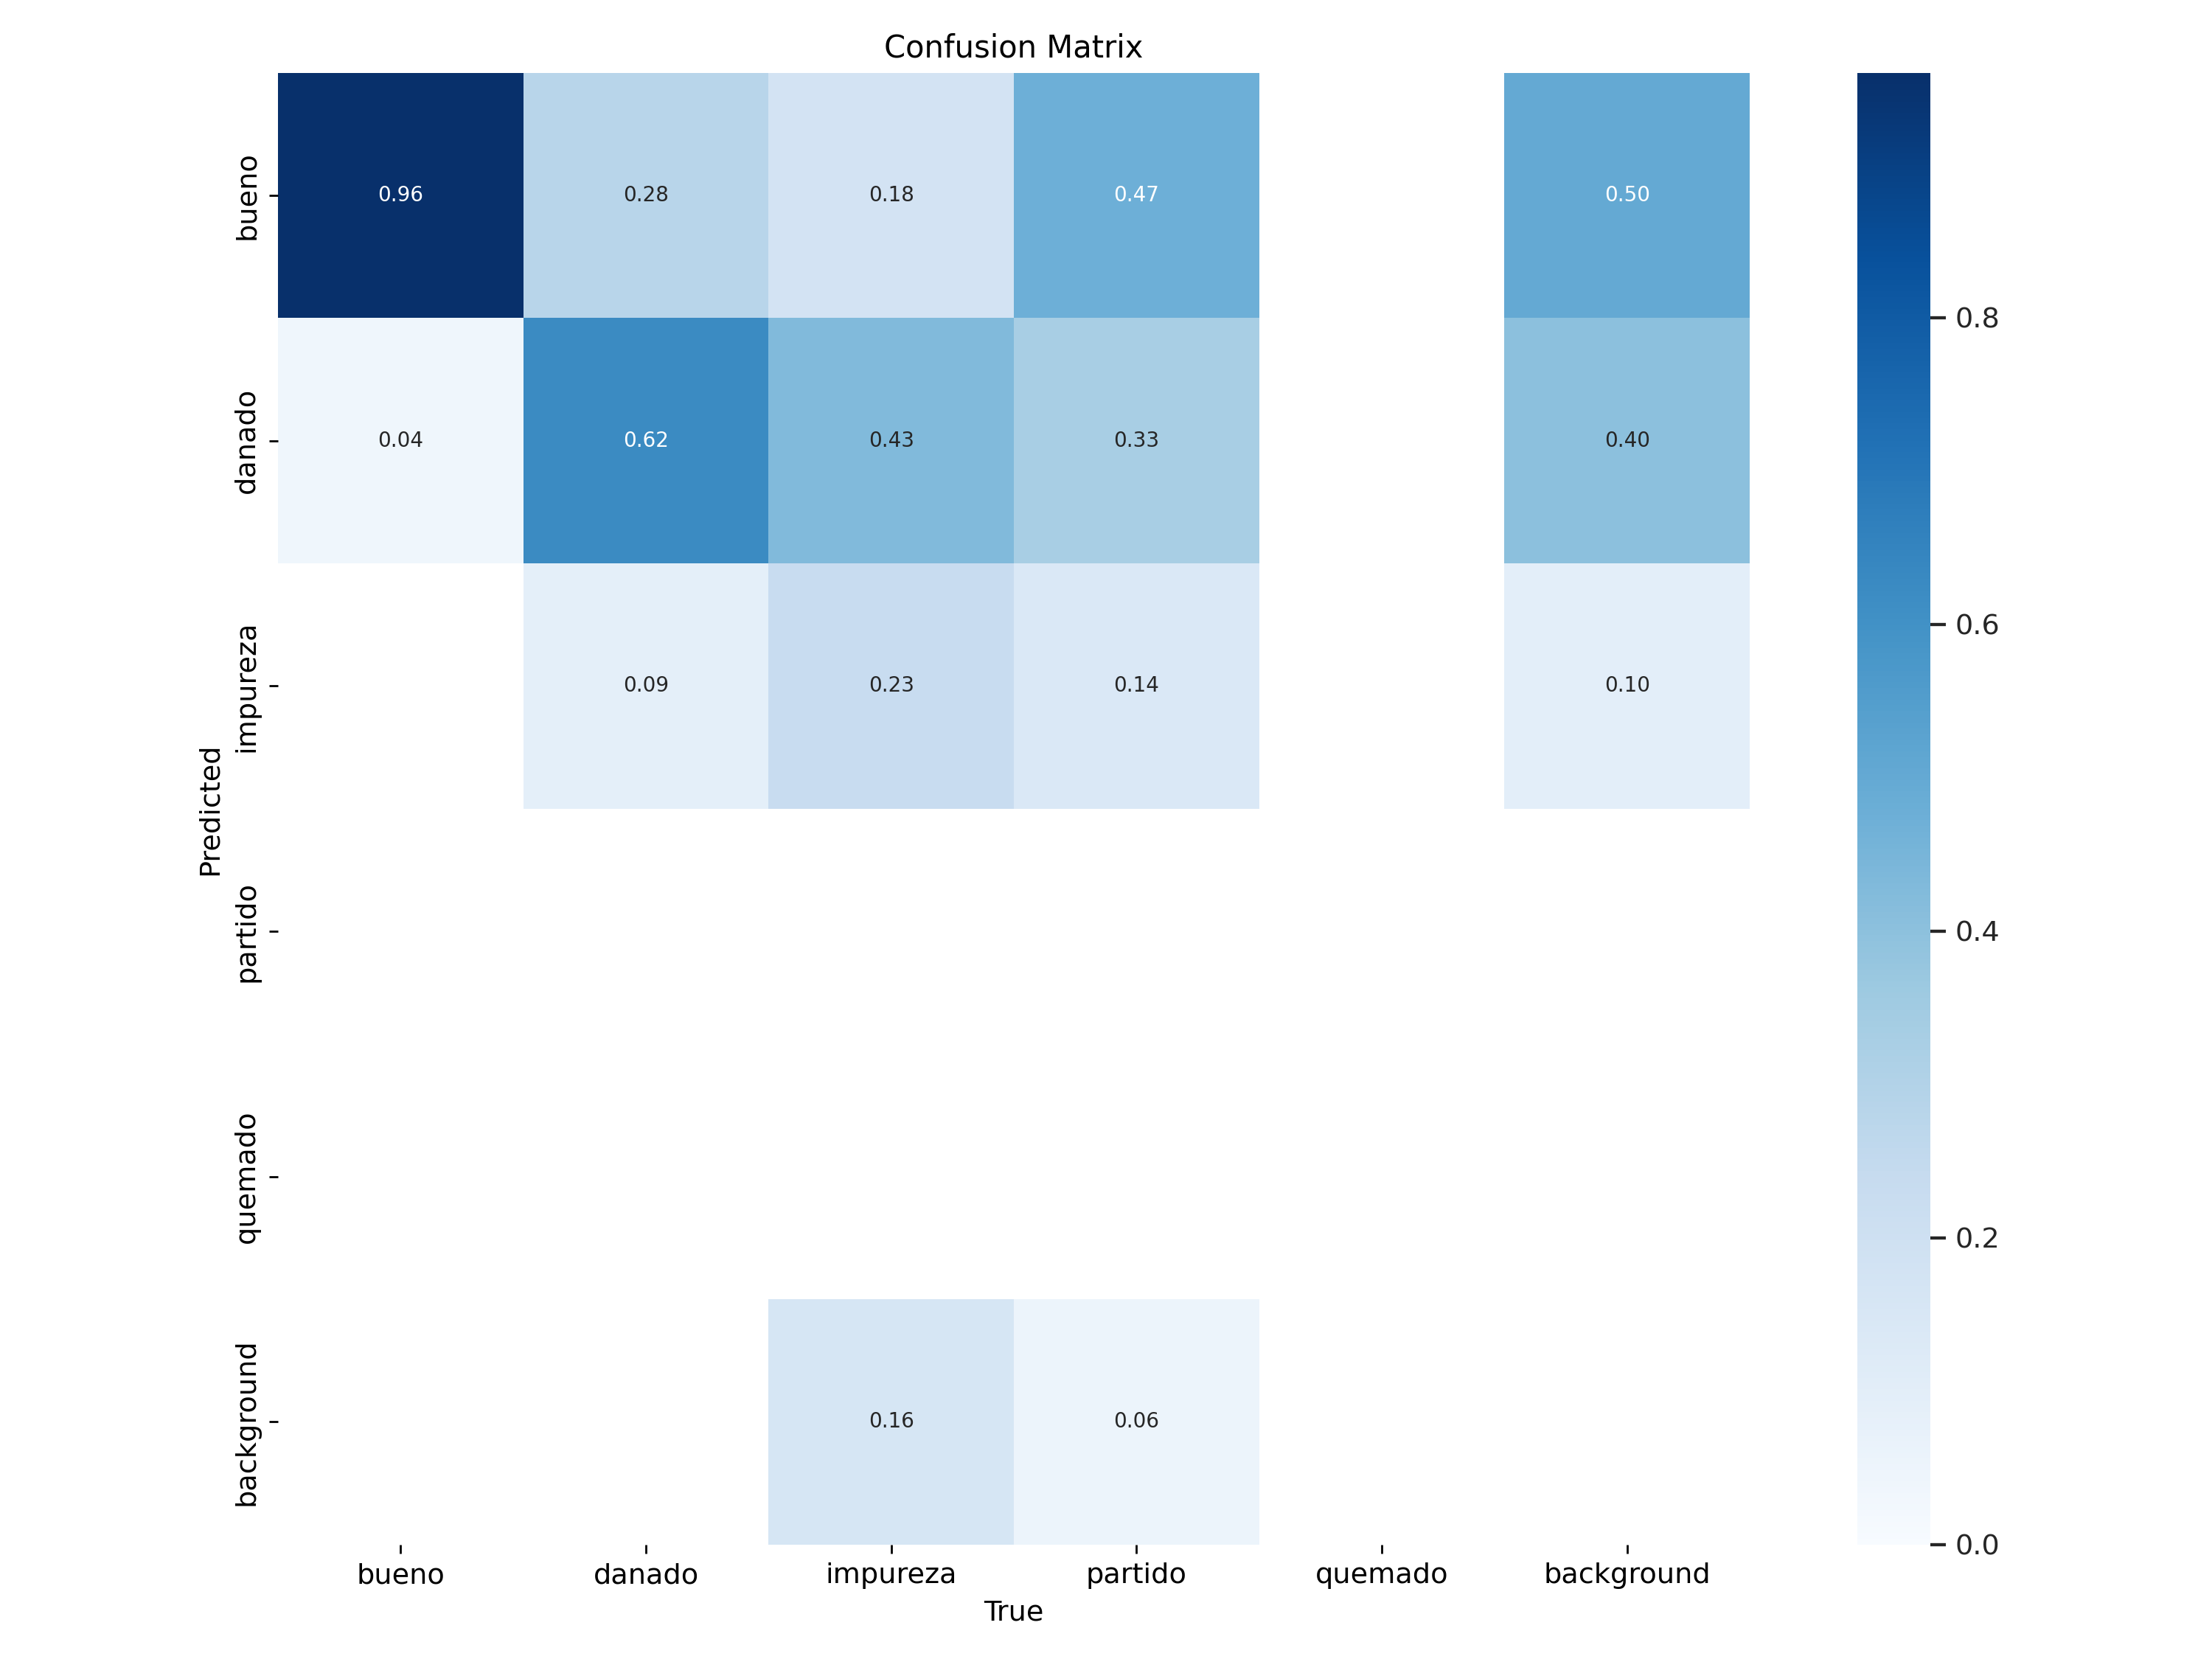 Confusion Matrix
bueno
0.96 0.28 0.18 0.47 0.50
danado
0.04 0.62 0.43 0.33 0.40
impureza
0.09 0.23 0.14 0.10
partido
quemado
background
0.16 0.06
Predicted
bueno danado impureza partido quemado background
True
0.8
0.6
0.4
0.2
0.0